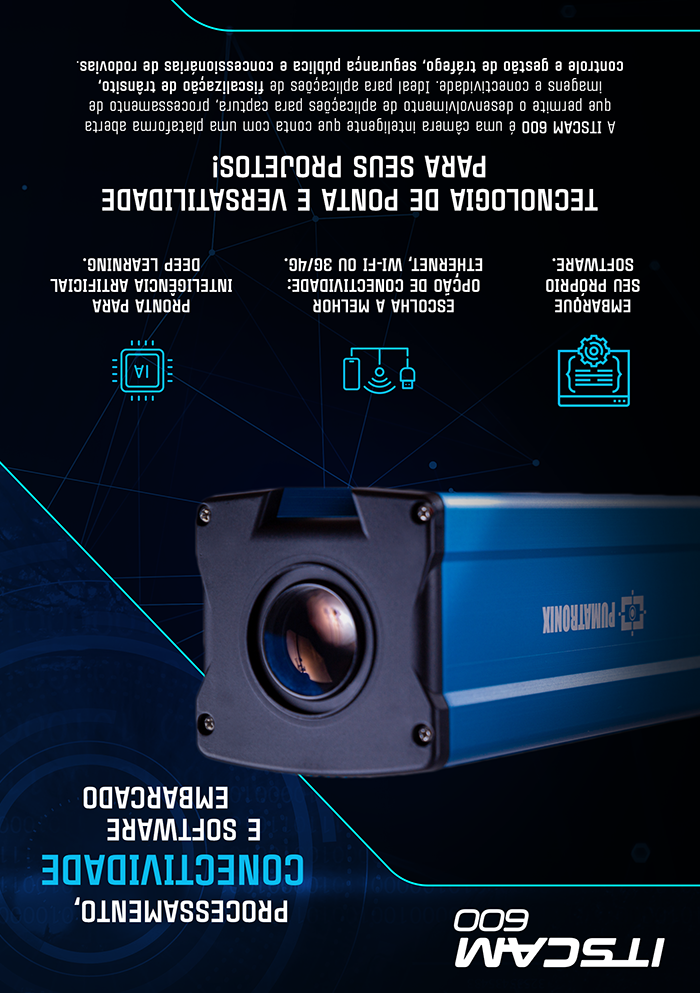 ITSCAM
600
PROCESSAMENTO,
CONECTIVIDADE
E SOFTWARE
EMBARCADO
PUMATRONIX
EMBARQUE
SEU PRÓPRIO
SOFTWARE.
ESCOLHA A MELHOR
OPÇÃO DE CONECTIVIDADE:
ETHERNET, WI-FI OU 3G/4G.
IA
PRONTA PARA
INTELIGÊNCIA ARTIFICIAL
DEEP LEARNING.
TECNOLOGIA DE PONTA E VERSATILIDADE
PARA SEUS PROJETOS!
A ITSCAM 600 é uma câmera inteligente que conta com uma plataforma aberta
que permite o desenvolvimento de aplicações para captura, processamento de
imagens e conectividade. Ideal para aplicações de fiscalização de trânsito,
controle e gestão de tráfego, segurança pública e concessionárias de rodovias.